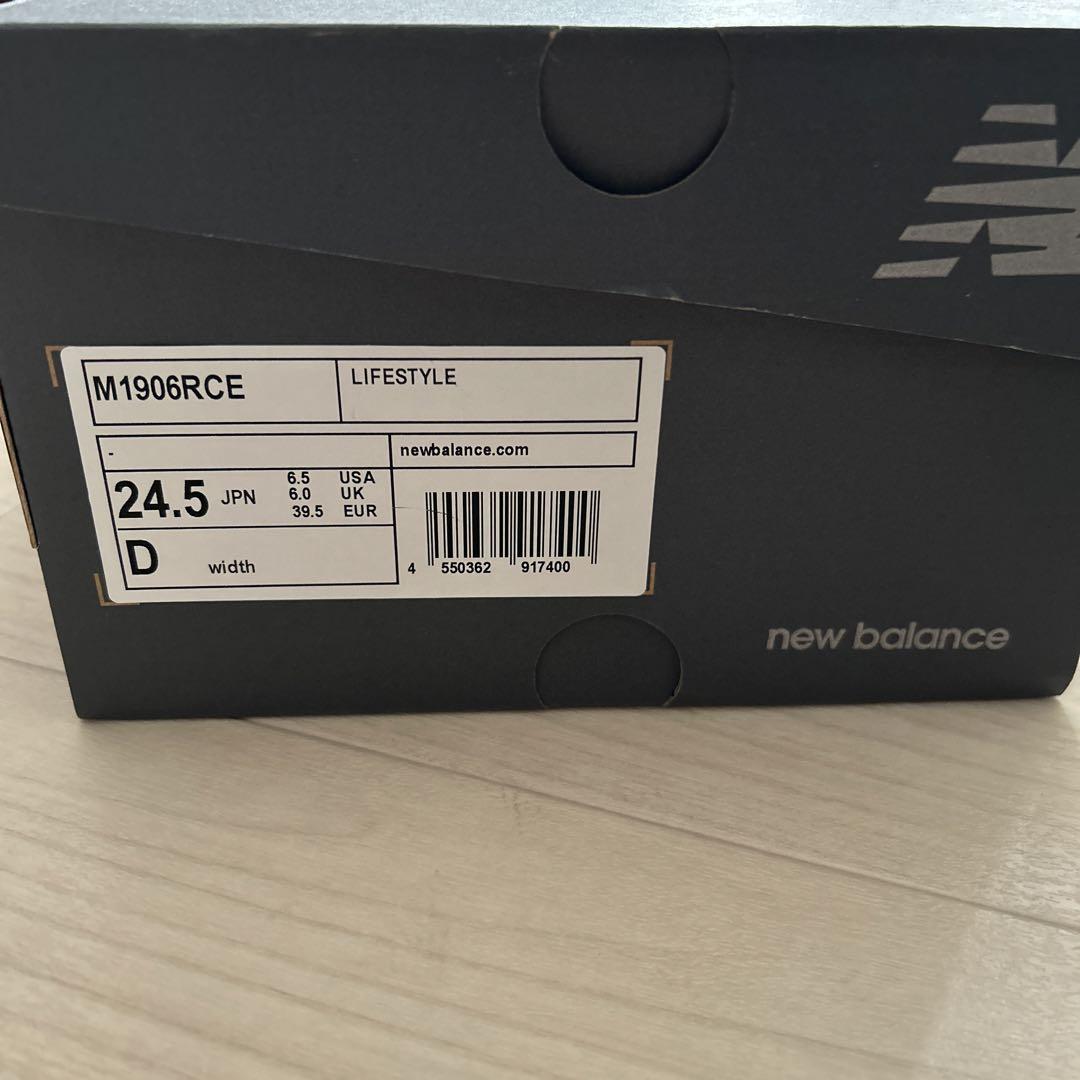 M1906RCE
LIFESTYLE
-
newbalance.com
24.5 JPN
6.5 USA
6.0 UK
39.5 EUR
D width
4 550362 917400
new balance